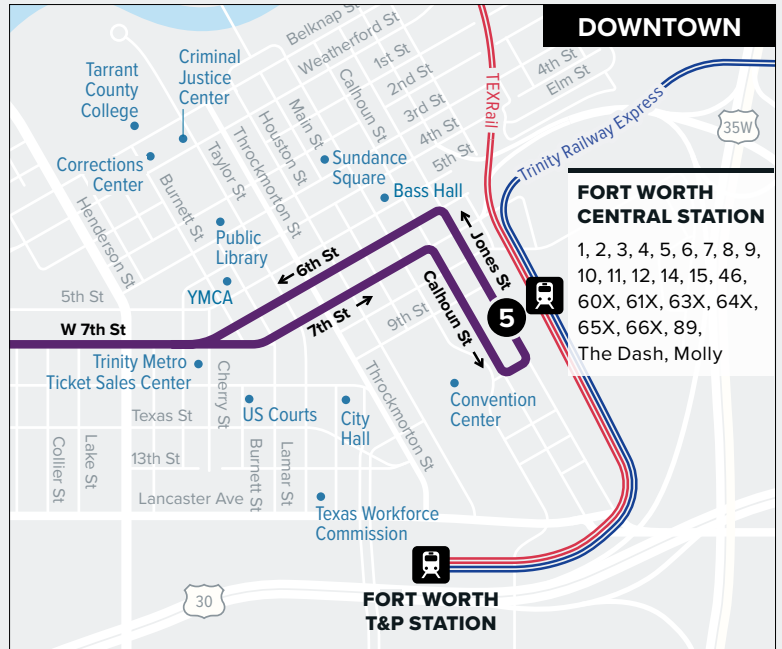 DOWNTOWN
Belknap St
Weatherford St
1st St
2nd St
3rd St
4th St
5th St
4th St
Elm St
TEXRail
Trinity Railway Express
35W
Criminal
Justice
Center
Tarrant
County
College
Corrections
Center
Calhoun St
Main St
Houston St
Throckmorton St
Taylor St
Burnett St
Henderson St
Sundance
Square
Bass Hall
Public
Library
YMCA
FORT WORTH
CENTRAL STATION
1, 2, 3, 4, 5, 6, 7, 8, 9,
10, 11, 12, 14, 15, 46,
60X, 61X, 63X, 64X,
65X, 66X, 89,
The Dash, Molly
← 6th St
← Jones St
5th St
W 7th St
7th St →
9th St
Calhoun St →
5
Trinity Metro
Ticket Sales Center
Cherry St
Throckmorton St
US Courts
City
Hall
Convention
Center
Texas St
13th St
Collier St
Lake St
Burnett St
Lamar St
Lancaster Ave
Texas Workforce
Commission
30
FORT WORTH
T&P STATION